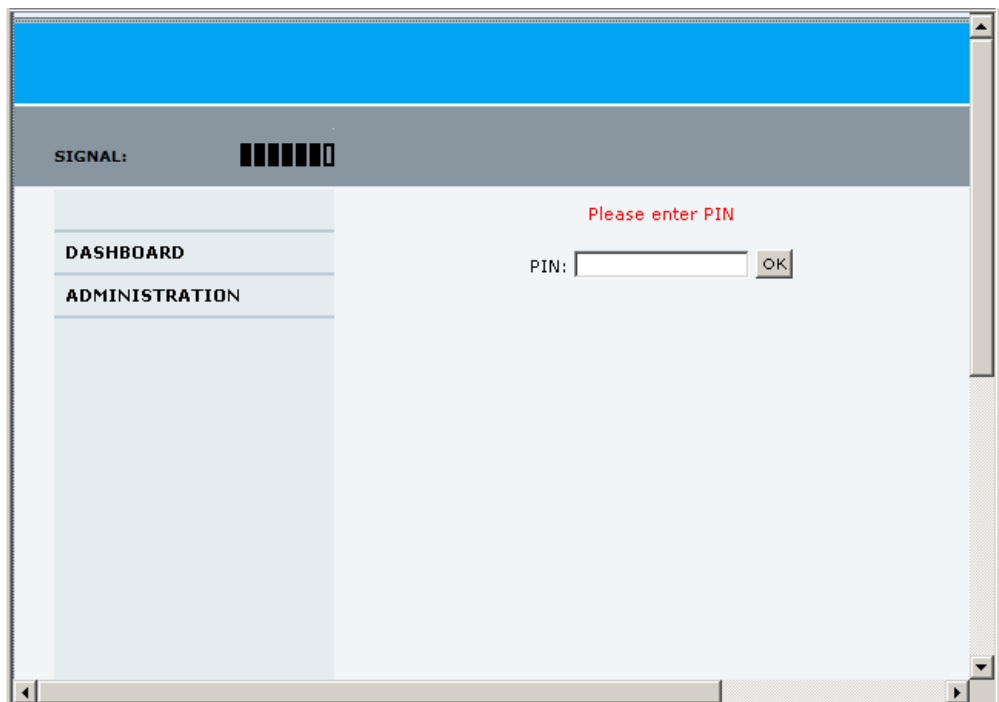 SIGNAL:
Please enter PIN
DASHBOARD
PIN: OK
ADMINISTRATION